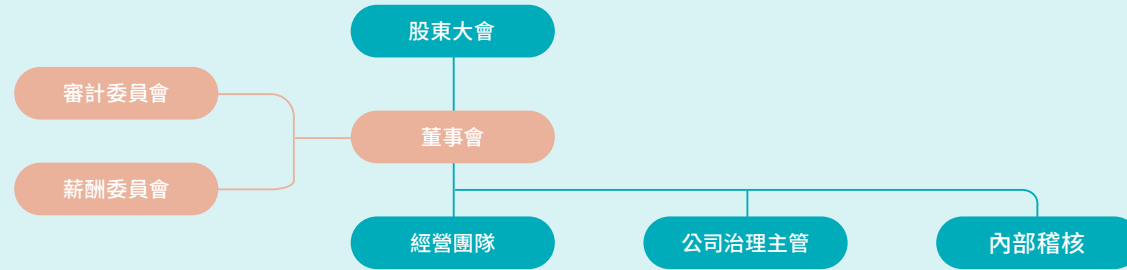 股東大會
審計委員會
董事會
薪酬委員會
經營團隊
公司治理主管
內部稽核